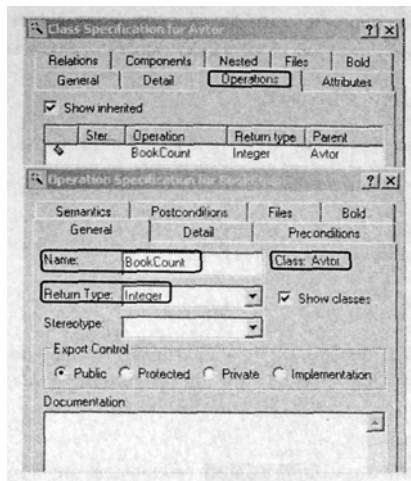 Class Specification for Avtor
Relations Components Nested Files Bold
General Detail Operations Attributes
Show inherited
Ster... Operation Return type Parent
BookCount Integer Avtor
Operation Specification for
Semantics Postconditions Files Bold
General Detail Preconditions
Name: BookCount Class: Avtor
Return Type: Integer Show classes
Stereotype:
Export Control
Public Protected Private Implementation
Documentation